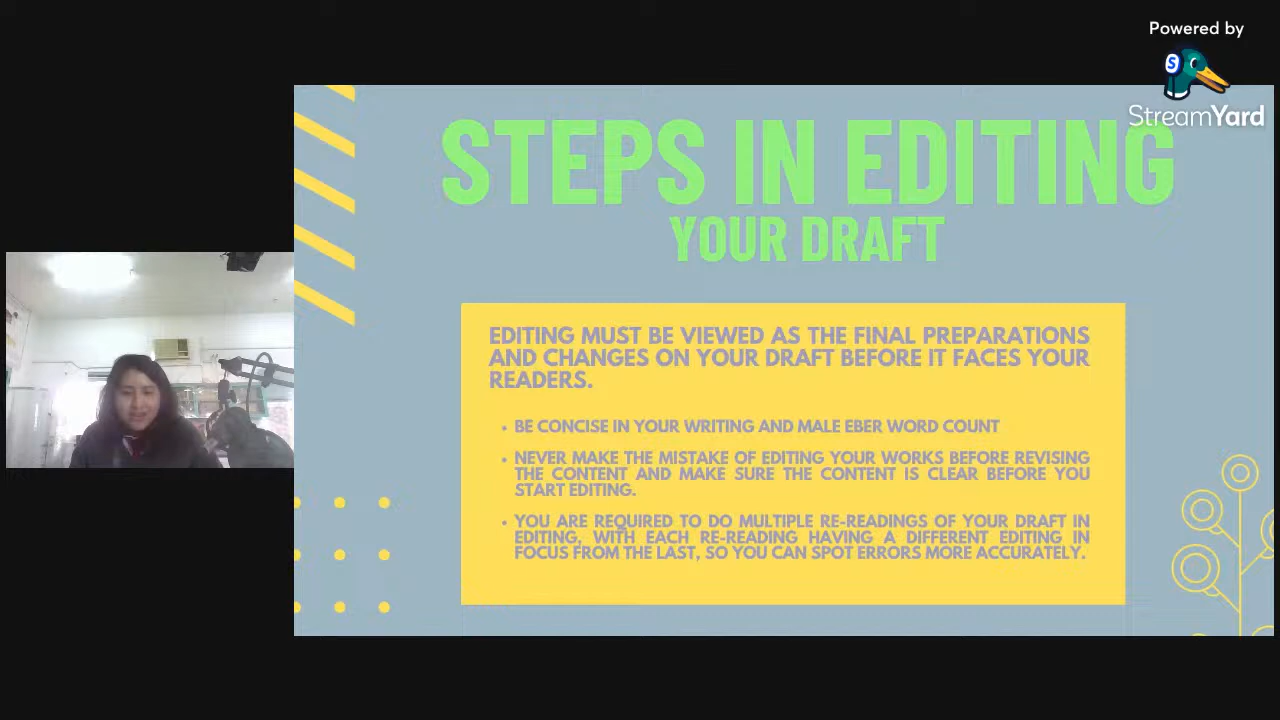 Powered by
StreamYard
STEPS IN EDITING
YOUR DRAFT
EDITING MUST BE VIEWED AS THE FINAL PREPARATIONS
AND CHANGES ON YOUR DRAFT BEFORE IT FACES YOUR
READERS.
• BE CONCISE IN YOUR WRITING AND MALE EBER WORD COUNT
• NEVER MAKE THE MISTAKE OF EDITING YOUR WORKS BEFORE REVISING
THE CONTENT AND MAKE SURE THE CONTENT IS CLEAR BEFORE YOU
START EDITING.
• YOU ARE REQUIRED TO DO MULTIPLE RE-READINGS OF YOUR DRAFT IN
EDITING, WITH EACH RE-READING HAVING A DIFFERENT EDITING IN
FOCUS FROM THE LAST, SO YOU CAN SPOT ERRORS MORE ACCURATELY.